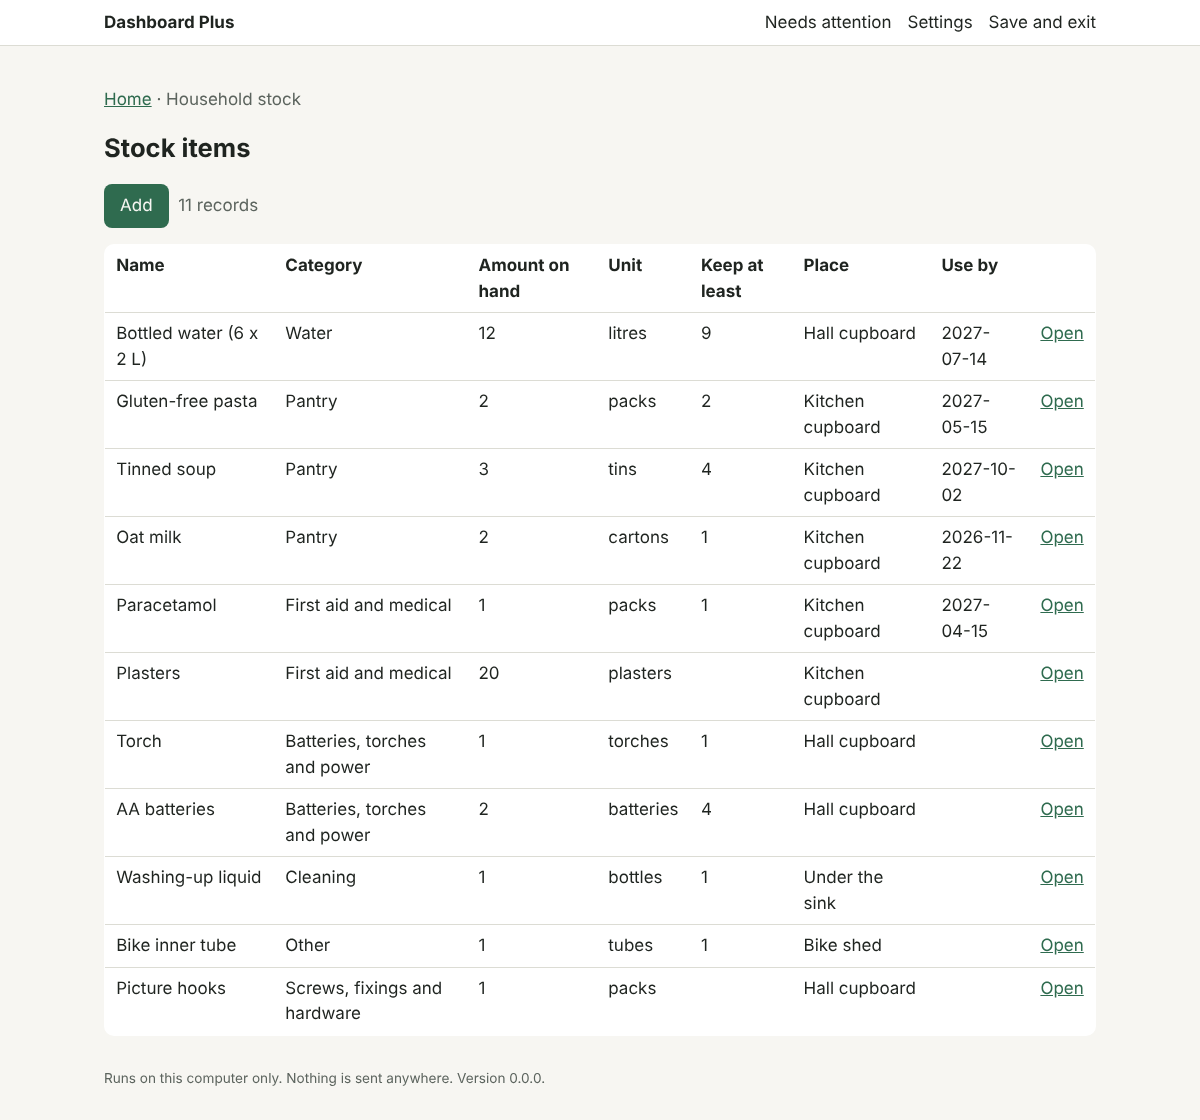 Dashboard Plus
Needs attention Settings Save and exit
Home · Household stock
Stock items
Add 11 records
Name Category Amount on hand Unit Keep at least Place Use by
Bottled water (6 x 2 L) Water 12 litres 9 Hall cupboard 2027-07-14 Open
Gluten-free pasta Pantry 2 packs 2 Kitchen cupboard 2027-05-15 Open
Tinned soup Pantry 3 tins 4 Kitchen cupboard 2027-10-02 Open
Oat milk Pantry 2 cartons 1 Kitchen cupboard 2026-11-22 Open
Paracetamol First aid and medical 1 packs 1 Kitchen cupboard 2027-04-15 Open
Plasters First aid and medical 20 plasters Kitchen cupboard Open
Torch Batteries, torches and power 1 torches 1 Hall cupboard Open
AA batteries Batteries, torches and power 2 batteries 4 Hall cupboard Open
Washing-up liquid Cleaning 1 bottles 1 Under the sink Open
Bike inner tube Other 1 tubes 1 Bike shed Open
Picture hooks Screws, fixings and hardware 1 packs Hall cupboard Open
Runs on this computer only. Nothing is sent anywhere. Version 0.0.0.